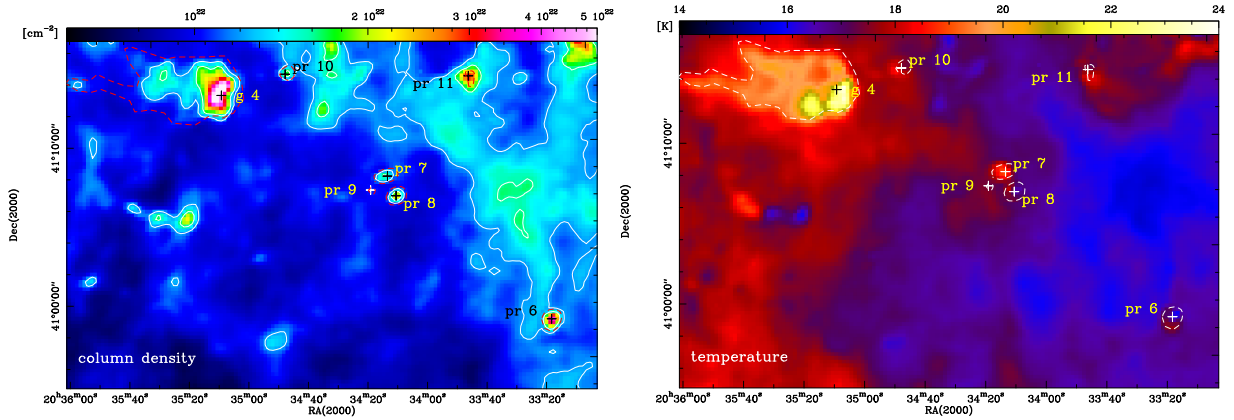 10²² 2 10²² 3 10²² 4 10²² 5 10²²
[cm⁻²]
pr 10
pr 11
g 4
pr 7
pr 9
pr 8
pr 6
column density
41°10'00''
41°00'00''
Dec(2000)
20ʰ36ᵐ00ˢ 35ᵐ40ˢ 35ᵐ20ˢ 35ᵐ00ˢ 34ᵐ40ˢ 34ᵐ20ˢ 34ᵐ00ˢ 33ᵐ40ˢ 33ᵐ20ˢ
RA(2000)
14 16 18 20 22 24
[K]
pr 10
pr 11
g 4
pr 7
pr 9
pr 8
pr 6
temperature
41°10'00''
41°00'00''
Dec(2000)
20ʰ36ᵐ00ˢ 35ᵐ40ˢ 35ᵐ20ˢ 35ᵐ00ˢ 34ᵐ40ˢ 34ᵐ20ˢ 34ᵐ00ˢ 33ᵐ40ˢ 33ᵐ20ˢ
RA(2000)